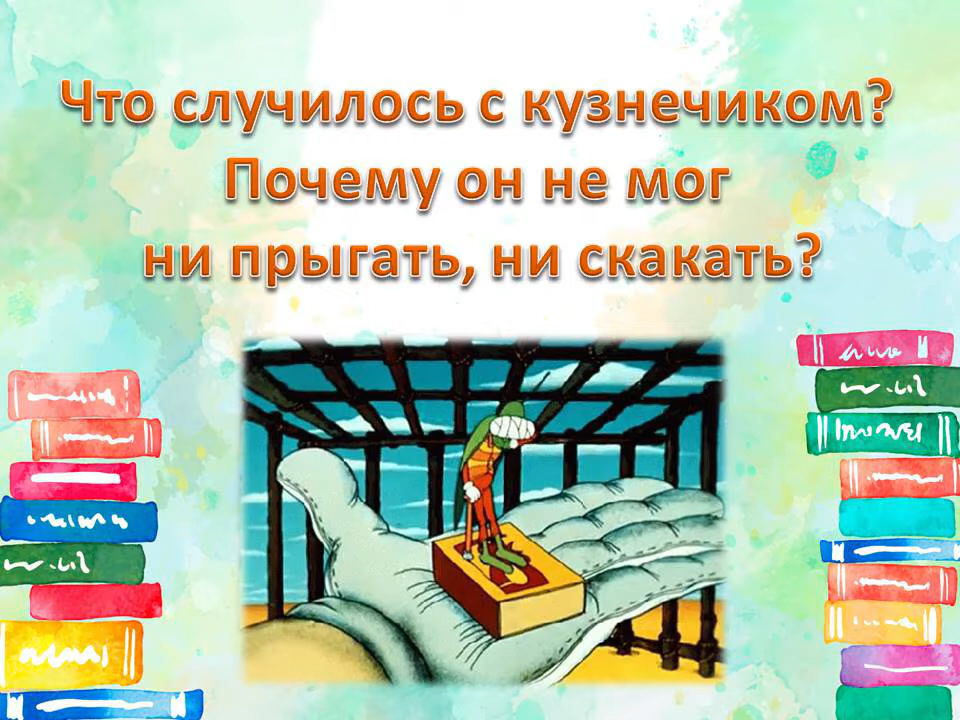 Что случилось с кузнечиком?
Почему он не мог
ни прыгать, ни скакать?